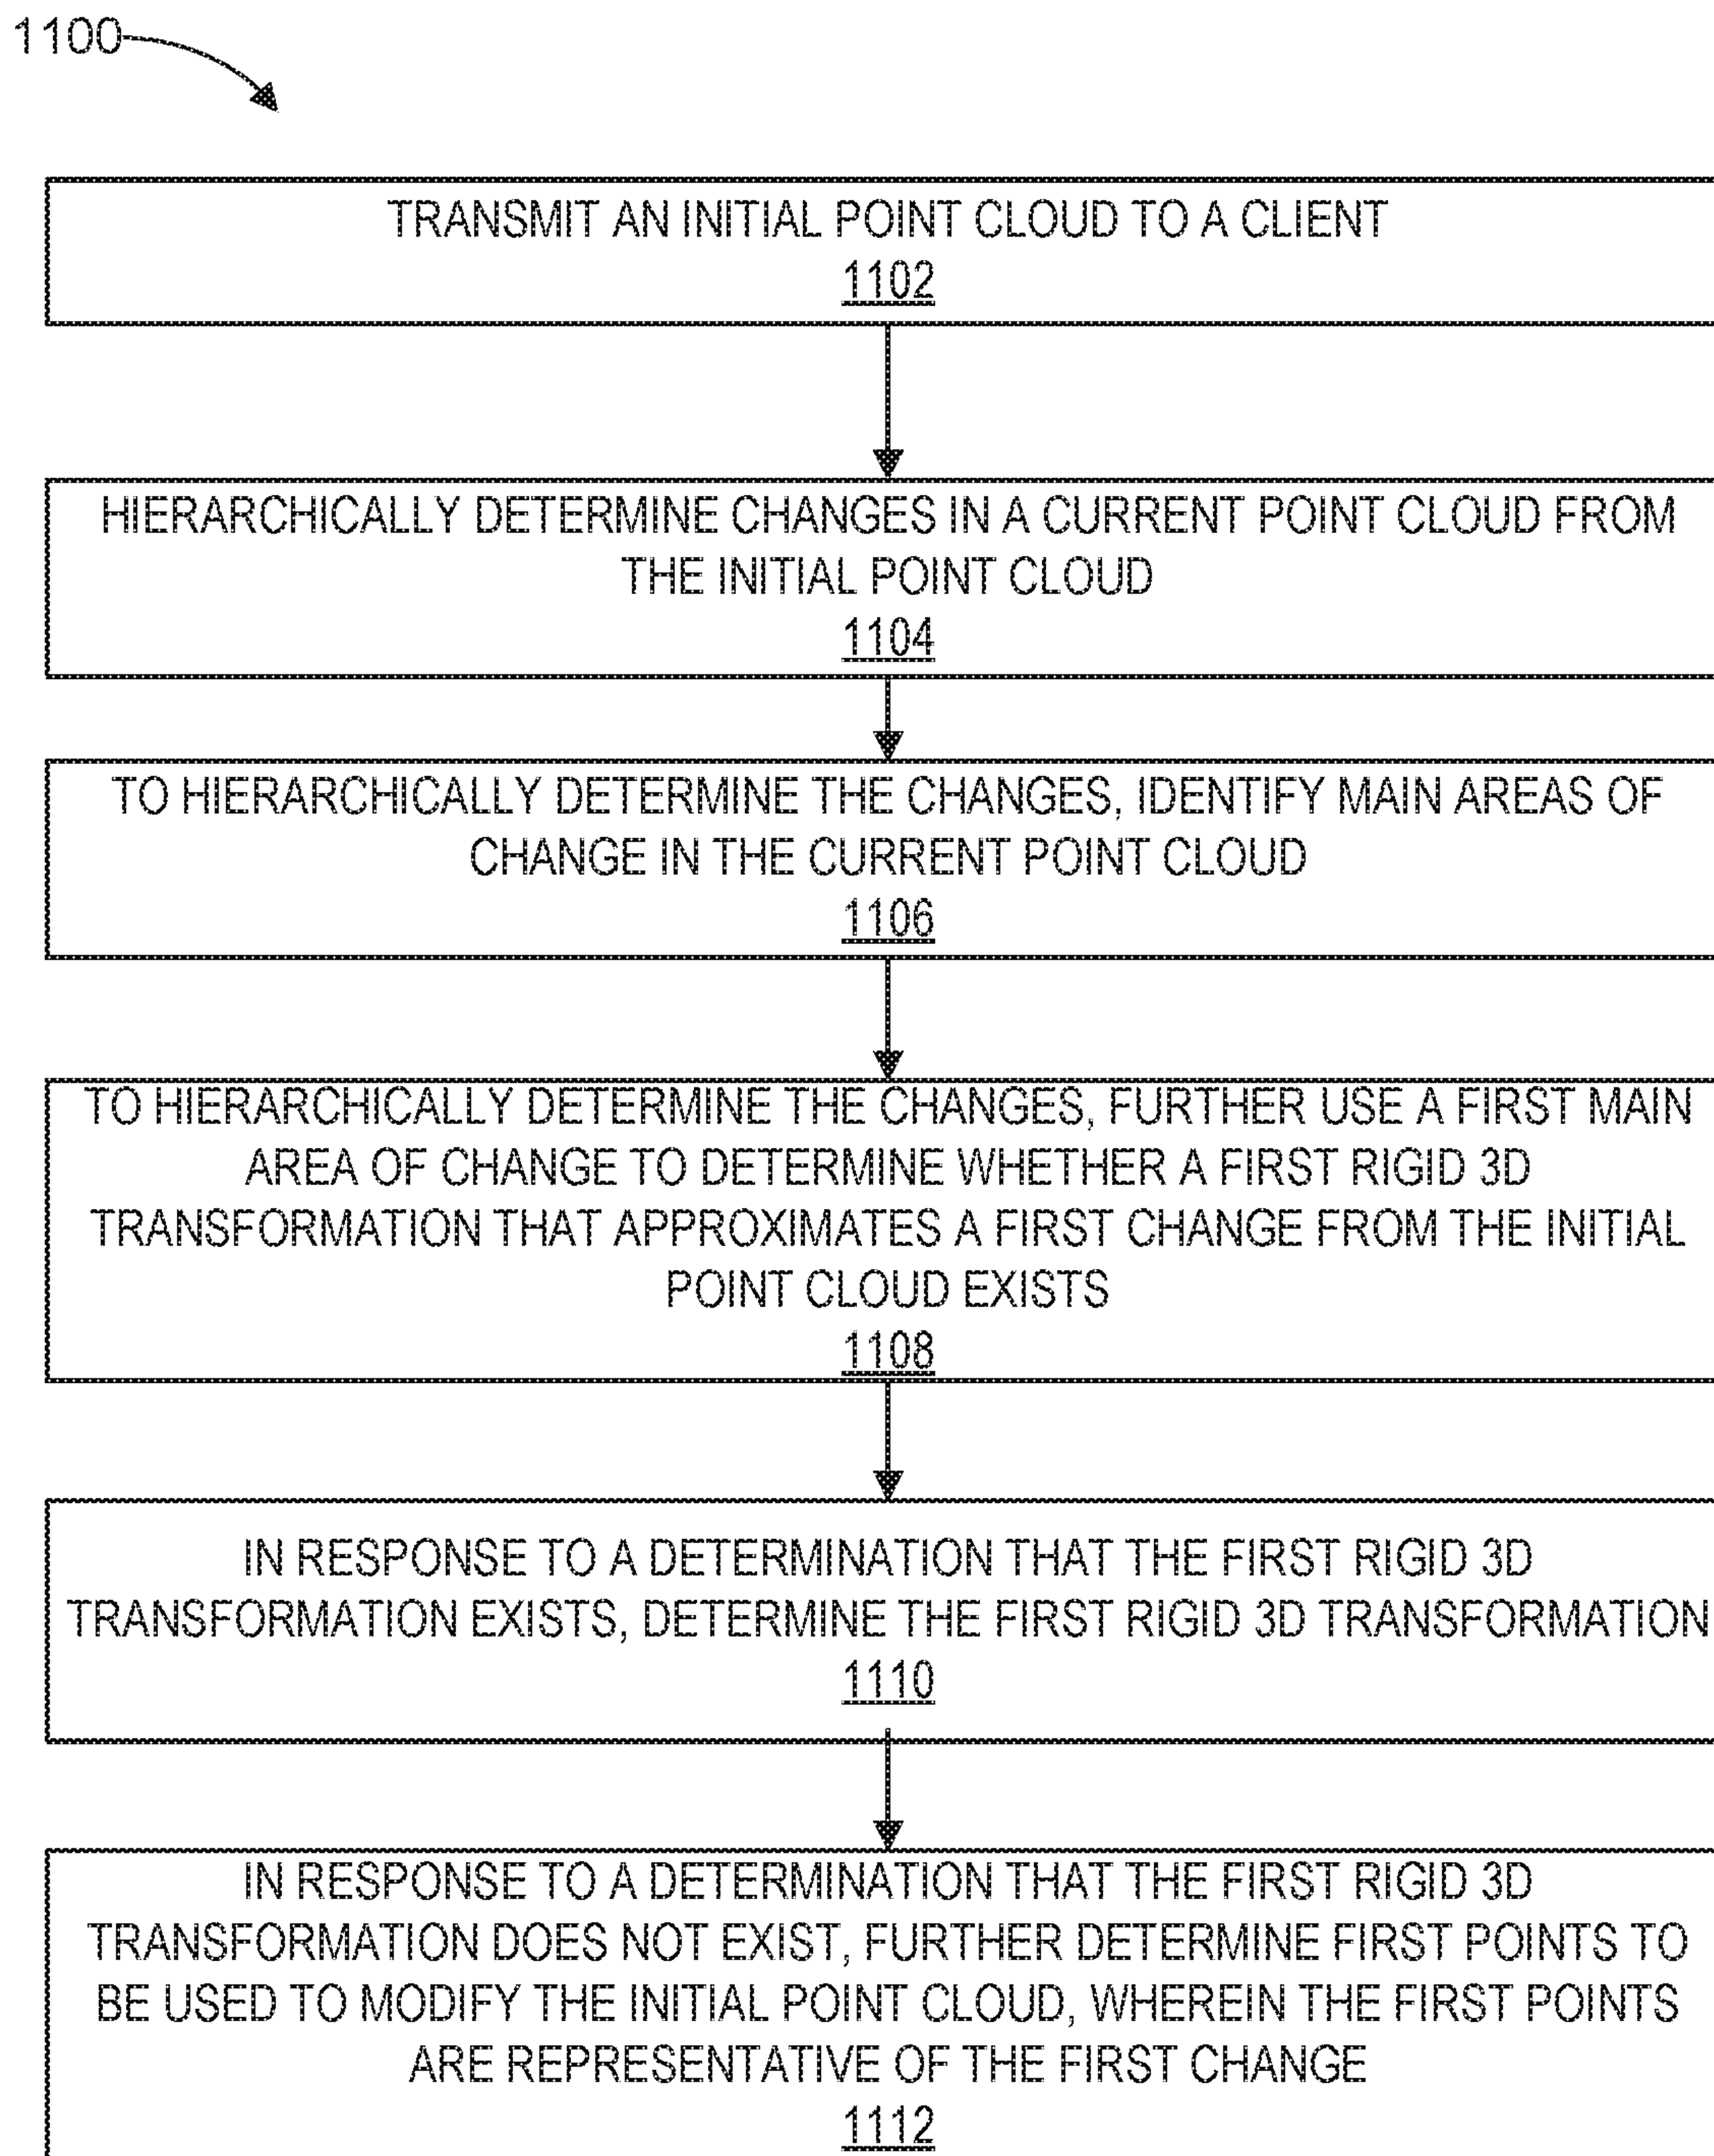 1100
TRANSMIT AN INITIAL POINT CLOUD TO A CLIENT
1102
HIERARCHICALLY DETERMINE CHANGES IN A CURRENT POINT CLOUD FROM
THE INITIAL POINT CLOUD
1104
TO HIERARCHICALLY DETERMINE THE CHANGES, IDENTIFY MAIN AREAS OF
CHANGE IN THE CURRENT POINT CLOUD
1106
TO HIERARCHICALLY DETERMINE THE CHANGES, FURTHER USE A FIRST MAIN
AREA OF CHANGE TO DETERMINE WHETHER A FIRST RIGID 3D
TRANSFORMATION THAT APPROXIMATES A FIRST CHANGE FROM THE INITIAL
POINT CLOUD EXISTS
1108
IN RESPONSE TO A DETERMINATION THAT THE FIRST RIGID 3D
TRANSFORMATION EXISTS, DETERMINE THE FIRST RIGID 3D TRANSFORMATION
1110
IN RESPONSE TO A DETERMINATION THAT THE FIRST RIGID 3D
TRANSFORMATION DOES NOT EXIST, FURTHER DETERMINE FIRST POINTS TO
BE USED TO MODIFY THE INITIAL POINT CLOUD, WHEREIN THE FIRST POINTS
ARE REPRESENTATIVE OF THE FIRST CHANGE
1112